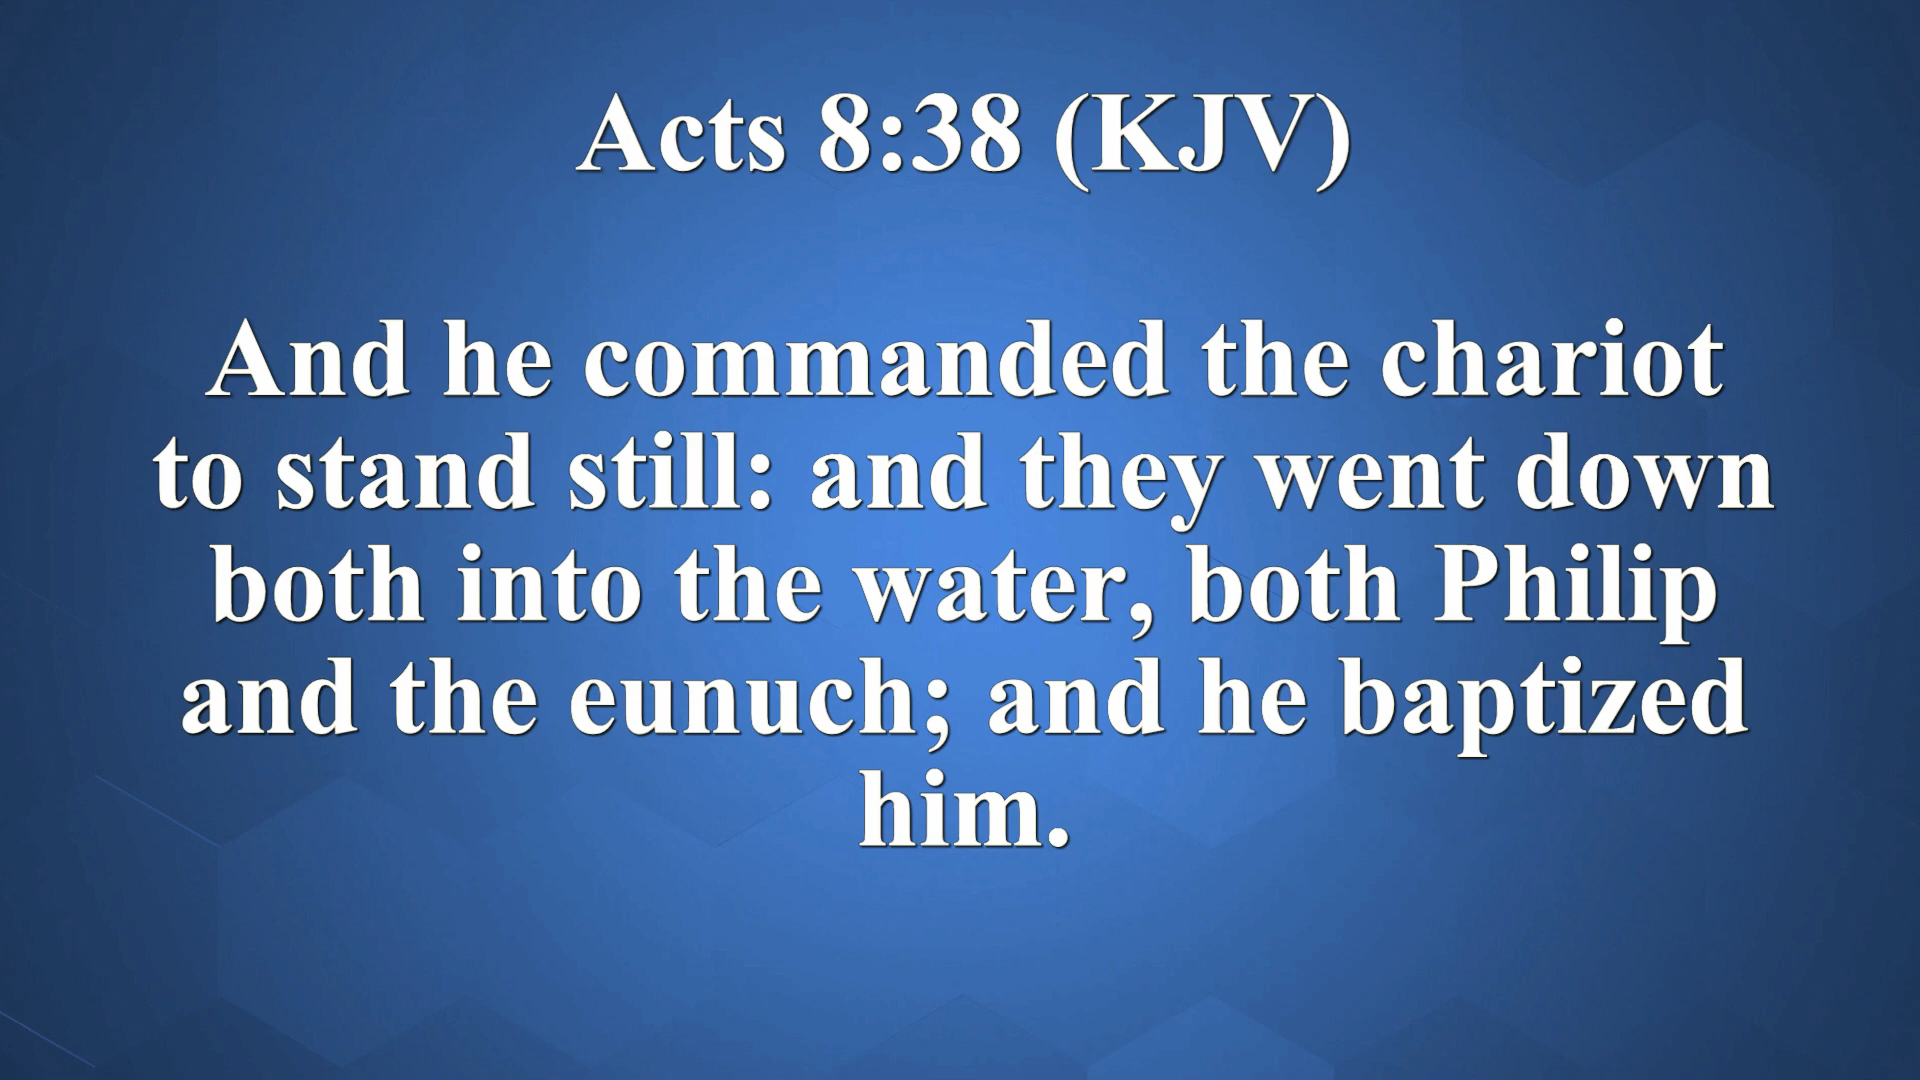 Acts 8:38 (KJV)
And he commanded the chariot
to stand still: and they went down
both into the water, both Philip
and the eunuch; and he baptized
him.